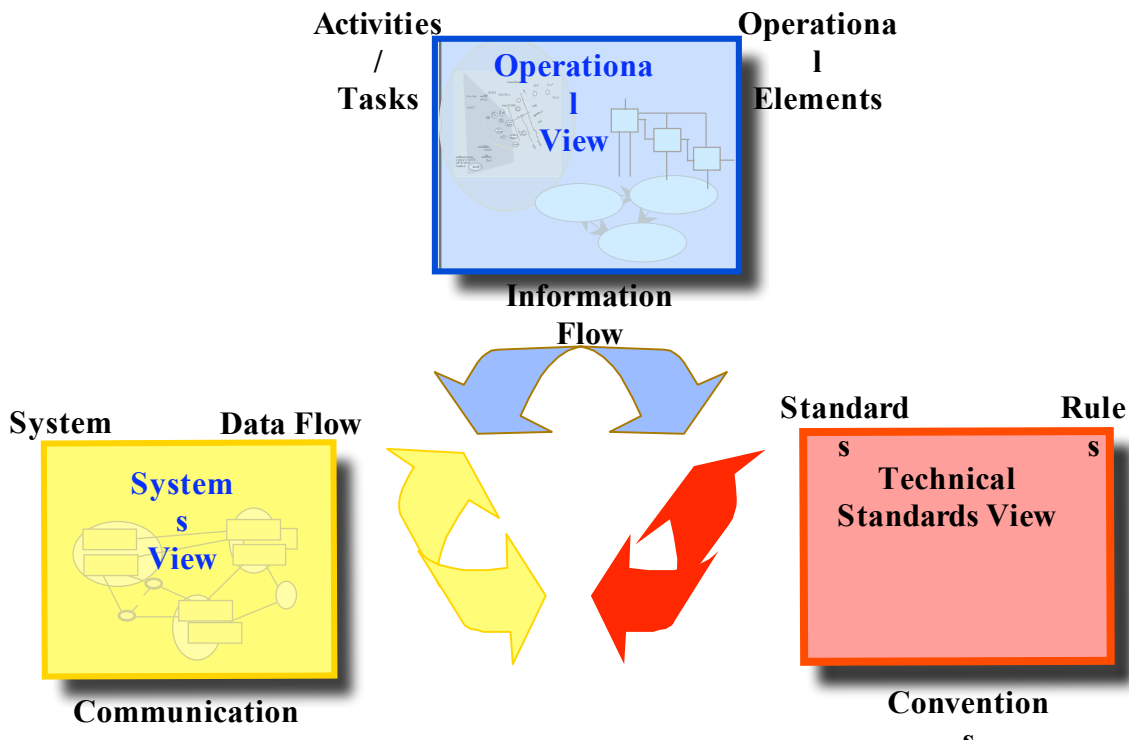 Activities
/
Tasks
Operationa
l
Elements
Operationa
l
View
Information
Flow
System
Data Flow
System
s
View
Communication
Standard
s
Rule
s
Technical
Standards View
Convention
s